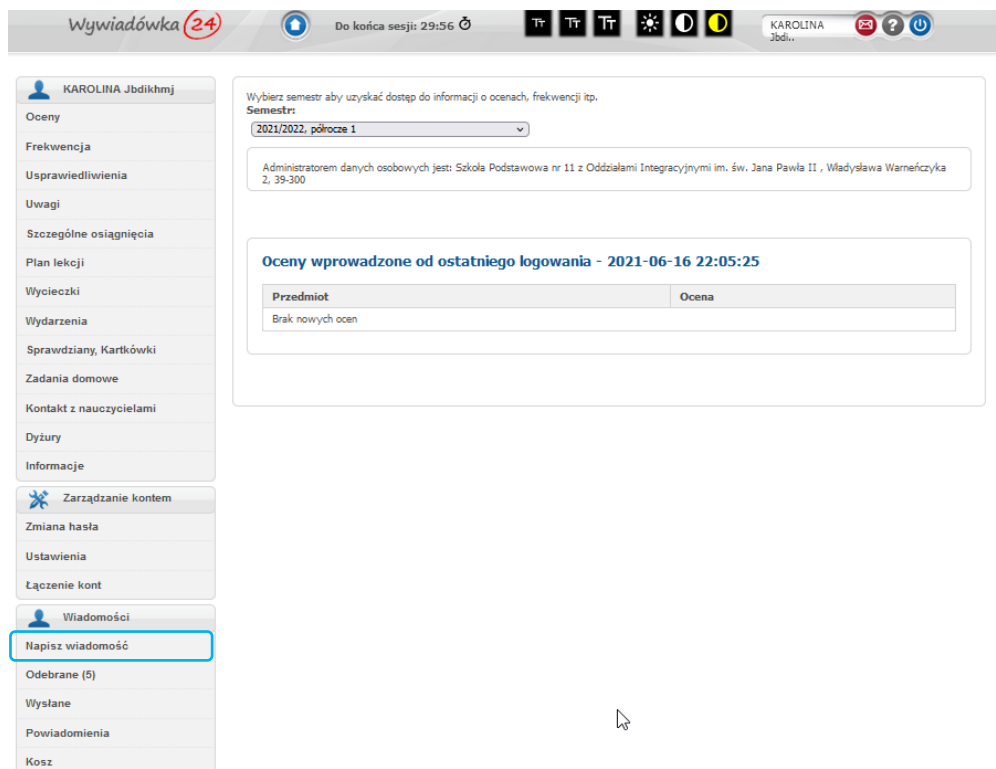 Wywiadówka 24
Do końca sesji: 29:56
Tт Tт Tт
KAROLINA
Jbdi..
KAROLINA Jbdikhmj
Oceny
Frekwencja
Usprawiedliwienia
Uwagi
Szczególne osiągnięcia
Plan lekcji
Wycieczki
Wydarzenia
Sprawdziany, Kartkówki
Zadania domowe
Kontakt z nauczycielami
Dyżury
Informacje
Zarządzanie kontem
Zmiana hasła
Ustawienia
Łączenie kont
Wiadomości
Napisz wiadomość
Odebrane (5)
Wysłane
Powiadomienia
Kosz
Wybierz semestr aby uzyskać dostęp do informacji o ocenach, frekwencji itp.
Semestr:
2021/2022, półrocze 1
Administratorem danych osobowych jest: Szkoła Podstawowa nr 11 z Oddziałami Integracyjnymi im. św. Jana Pawła II , Władysława Warneńczyka
2, 39-300
Oceny wprowadzone od ostatniego logowania - 2021-06-16 22:05:25
Przedmiot Ocena
Brak nowych ocen